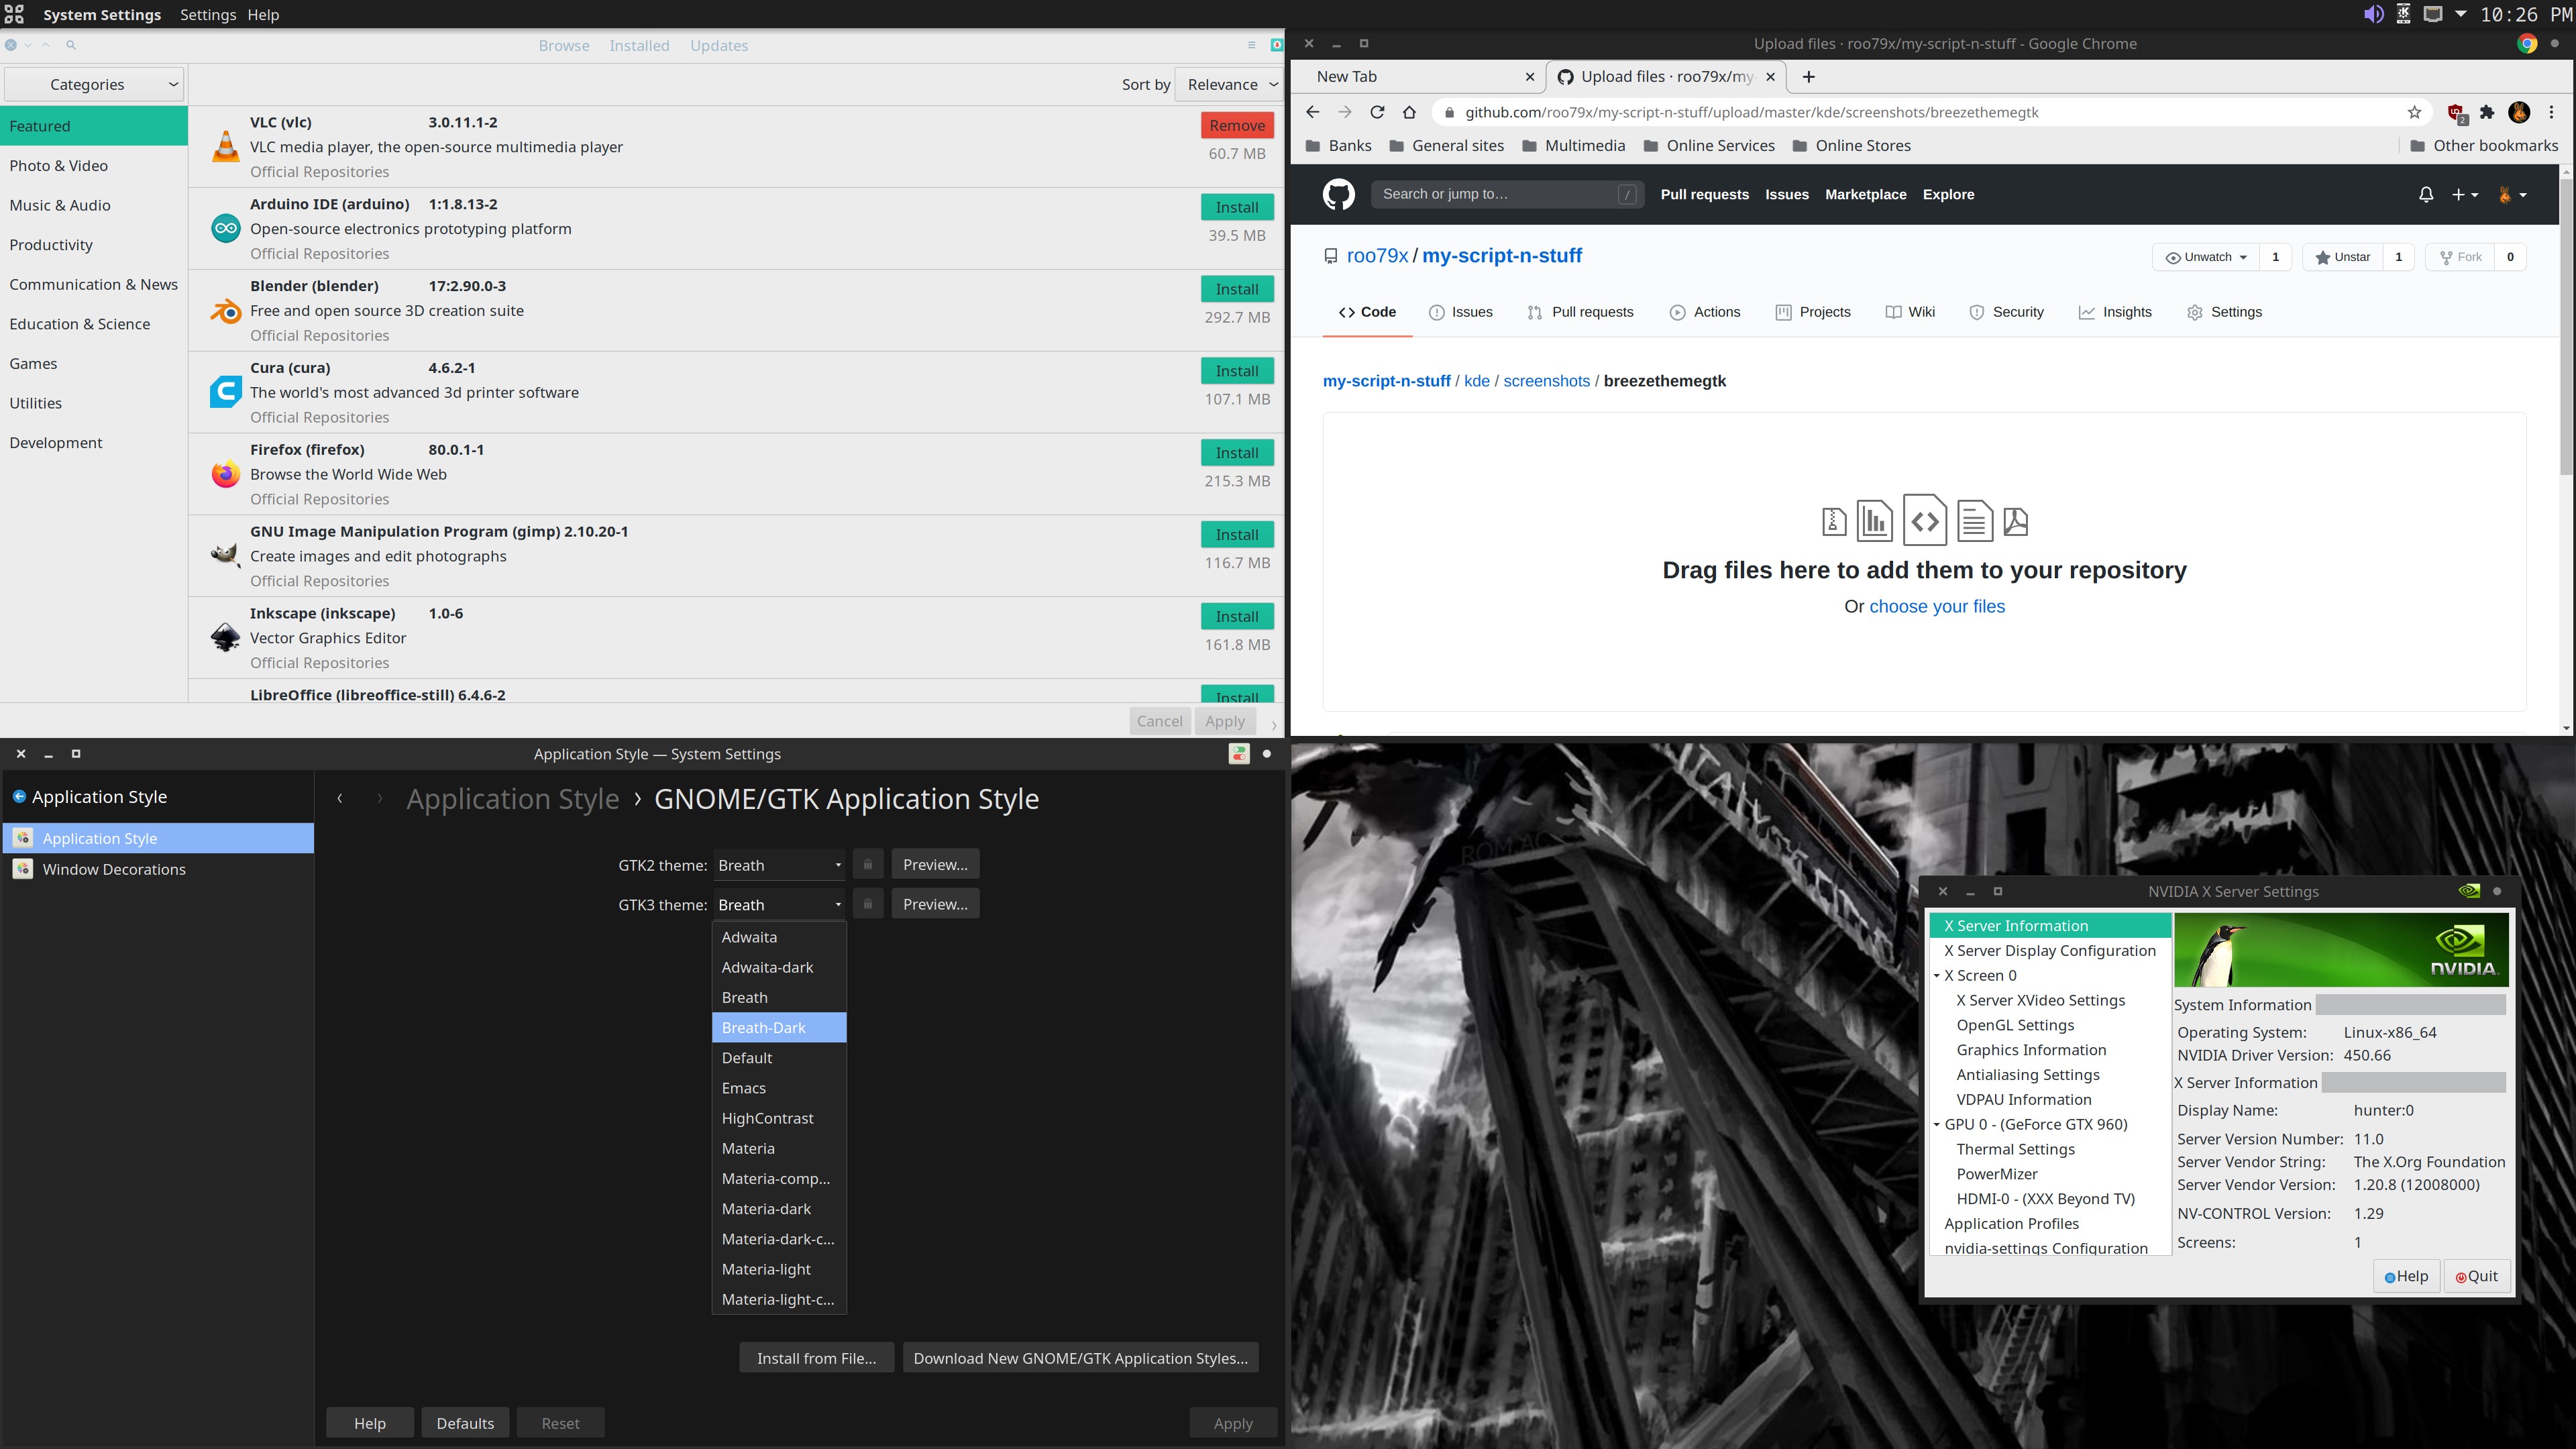 System Settings Settings Help
10:26 PM
Browse Installed Updates
Categories
Sort by Relevance
Featured
Photo & Video
Music & Audio
Productivity
Communication & News
Education & Science
Games
Utilities
Development
VLC (vlc) 3.0.11.1-2 Remove
VLC media player, the open-source multimedia player 60.7 MB
Official Repositories
Arduino IDE (arduino) 1:1.8.13-2 Install
Open-source electronics prototyping platform 39.5 MB
Official Repositories
Blender (blender) 17:2.90.0-3 Install
Free and open source 3D creation suite 292.7 MB
Official Repositories
Cura (cura) 4.6.2-1 Install
The world's most advanced 3d printer software 107.1 MB
Official Repositories
Firefox (firefox) 80.0.1-1 Install
Browse the World Wide Web 215.3 MB
Official Repositories
GNU Image Manipulation Program (gimp) 2.10.20-1 Install
Create images and edit photographs 116.7 MB
Official Repositories
Inkscape (inkscape) 1.0-6 Install
Vector Graphics Editor 161.8 MB
Official Repositories
LibreOffice (libreoffice-still) 6.4.6-2 Install
Cancel Apply
Upload files · roo79x/my-script-n-stuff - Google Chrome
New Tab Upload files · roo79x/my-
github.com/roo79x/my-script-n-stuff/upload/master/kde/screenshots/breezethemegtk 2
Banks General sites Multimedia Online Services Online Stores Other bookmarks
Search or jump to… / Pull requests Issues Marketplace Explore
roo79x / my-script-n-stuff Unwatch 1 Unstar 1 Fork 0
Code Issues Pull requests Actions Projects Wiki Security Insights Settings
my-script-n-stuff / kde / screenshots / breezethemegtk
Drag files here to add them to your repository
Or choose your files
Application Style — System Settings
Application Style
Application Style
Window Decorations
Application Style › GNOME/GTK Application Style
GTK2 theme: Breath Preview...
GTK3 theme: Breath Preview...
Adwaita
Adwaita-dark
Breath
Breath-Dark
Default
Emacs
HighContrast
Materia
Materia-comp...
Materia-dark
Materia-dark-c...
Materia-light
Materia-light-c...
Install from File... Download New GNOME/GTK Application Styles...
Help Defaults Reset Apply
NVIDIA X Server Settings
X Server Information
X Server Display Configuration
X Screen 0
X Server XVideo Settings
OpenGL Settings
Graphics Information
Antialiasing Settings
VDPAU Information
GPU 0 - (GeForce GTX 960)
Thermal Settings
PowerMizer
HDMI-0 - (XXX Beyond TV)
Application Profiles
nvidia-settings Configuration
NVIDIA.
System Information
Operating System: Linux-x86_64
NVIDIA Driver Version: 450.66
X Server Information
Display Name: hunter:0
Server Version Number: 11.0
Server Vendor String: The X.Org Foundation
Server Vendor Version: 1.20.8 (12008000)
NV-CONTROL Version: 1.29
Screens: 1
Help Quit